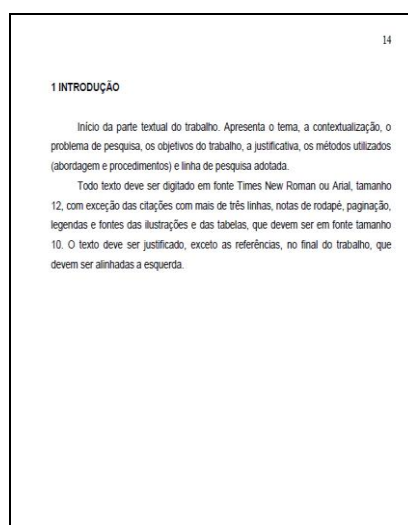 14
1 INTRODUÇÃO
Início da parte textual do trabalho. Apresenta o tema, a contextualização, o
problema de pesquisa, os objetivos do trabalho, a justificativa, os métodos utilizados
(abordagem e procedimentos) e linha de pesquisa adotada.
Todo texto deve ser digitado em fonte Times New Roman ou Arial, tamanho
12, com exceção das citações com mais de três linhas, notas de rodapé, paginação,
legendas e fontes das ilustrações e das tabelas, que devem ser em fonte tamanho
10. O texto deve ser justificado, exceto as referências, no final do trabalho, que
devem ser alinhadas a esquerda.